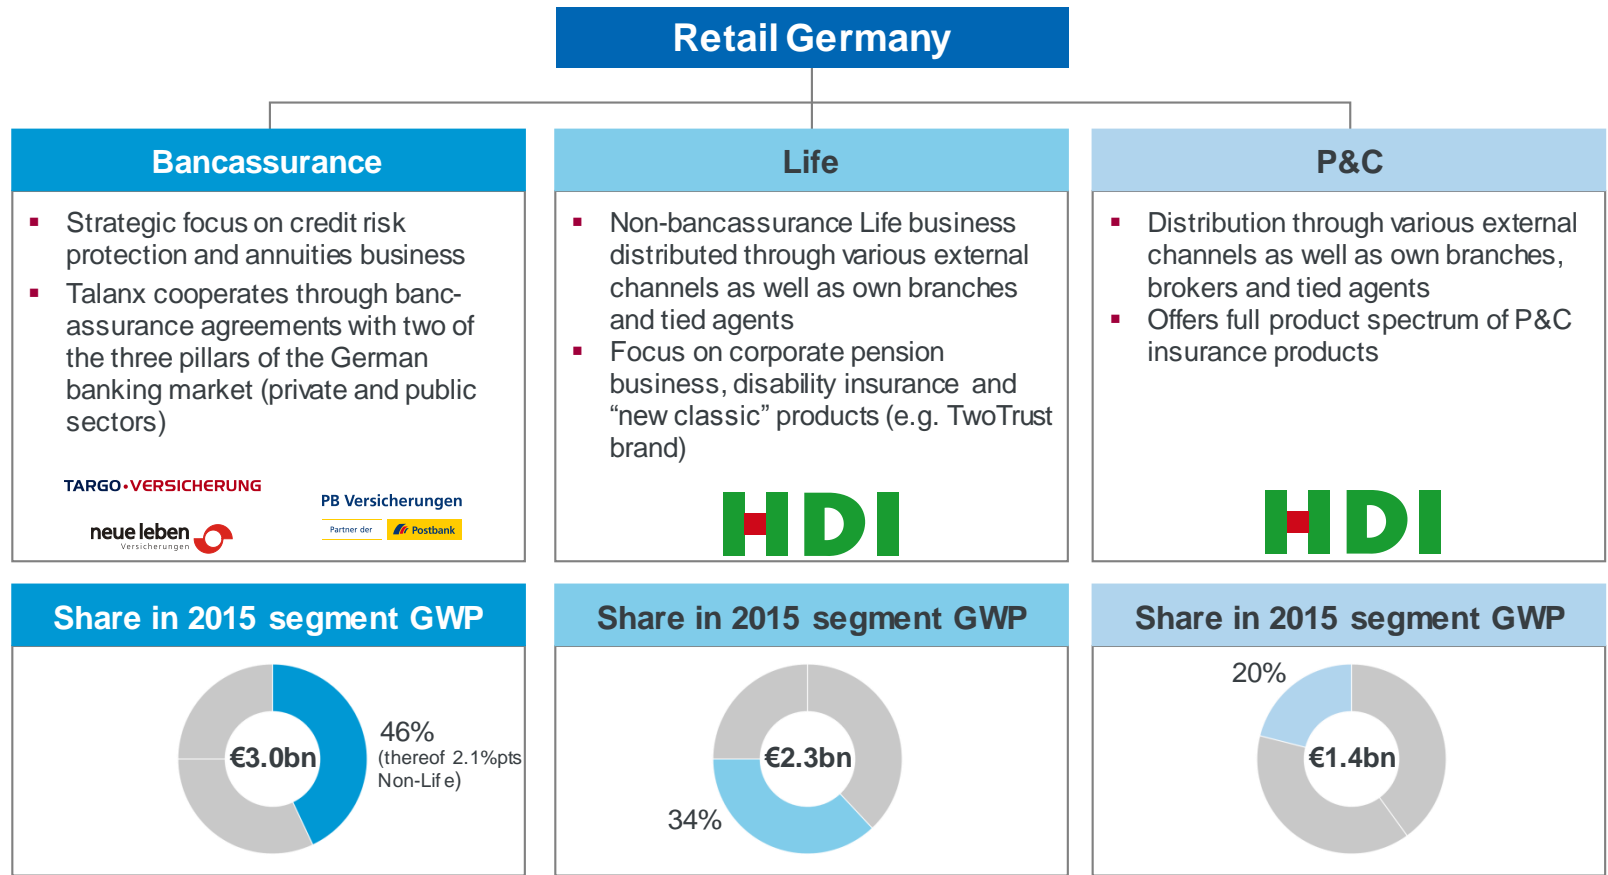 Retail Germany
Bancassurance
▪ Strategic focus on credit risk
protection and annuities business
▪ Talanx cooperates through banc-
assurance agreements with two of
the three pillars of the German
banking market (private and public
sectors)
TARGO•VERSICHERUNG
neue leben
Versicherungen
PB Versicherungen
Partner der Postbank
Life
▪ Non-bancassurance Life business
distributed through various external
channels as well as own branches
and tied agents
▪ Focus on corporate pension
business, disability insurance and
“new classic” products (e.g. TwoTrust
brand)
HDI
P&C
▪ Distribution through various external
channels as well as own branches,
brokers and tied agents
▪ Offers full product spectrum of P&C
insurance products
HDI
Share in 2015 segment GWP
€3.0bn
46%
(thereof 2.1%pts
Non-Life)
Share in 2015 segment GWP
€2.3bn
34%
Share in 2015 segment GWP
20%
€1.4bn